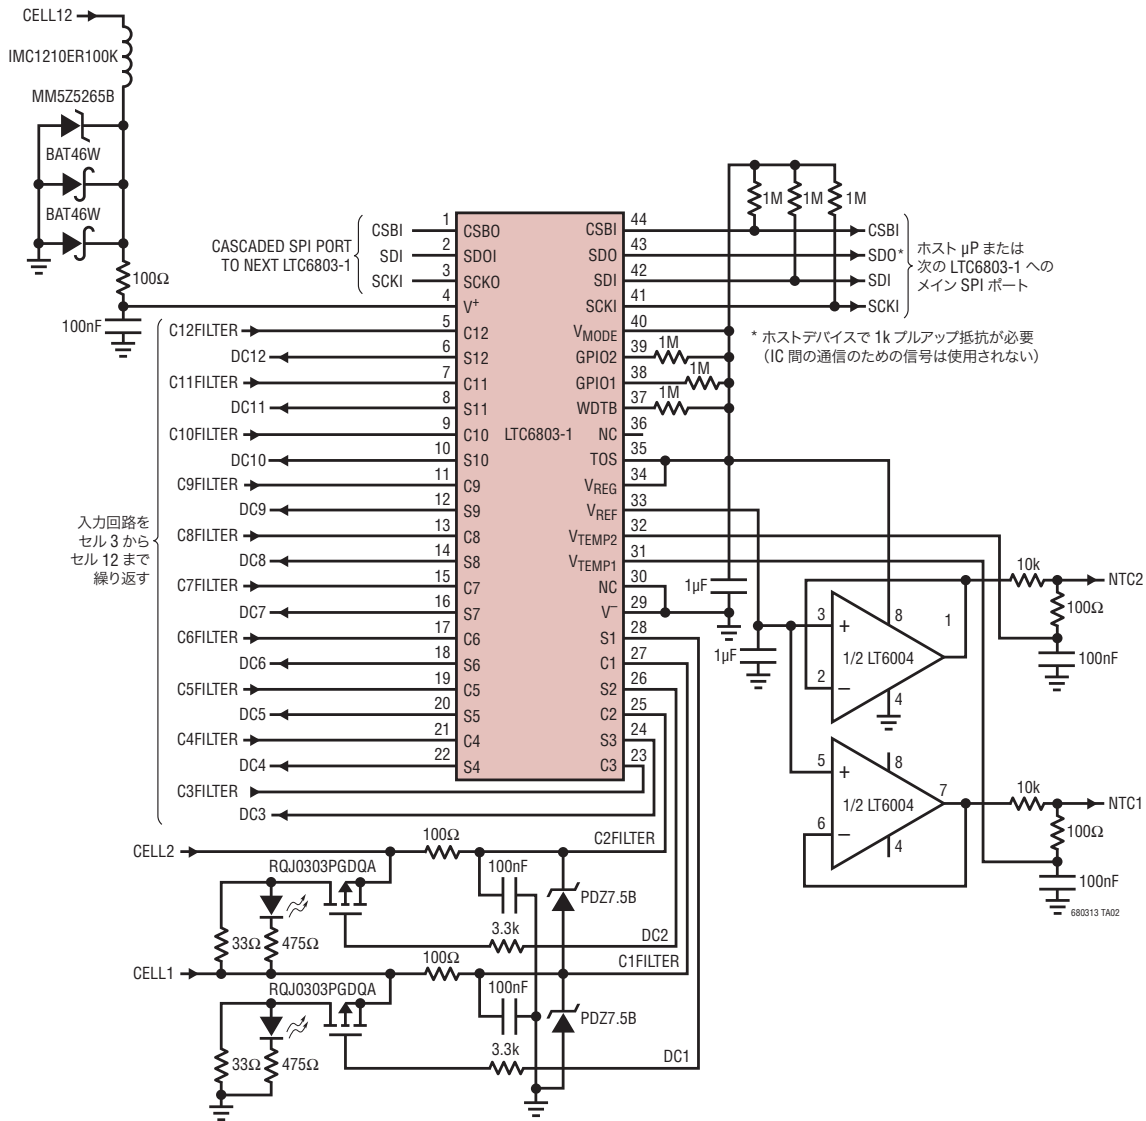 CELL12
IMC1210ER100K
MM5Z5265B
BAT46W
BAT46W
100Ω
100nF
CASCADED SPI PORT
TO NEXT LTC6803-1
CSBI
SDI
SCKI
1
2
3
4
5
6
7
8
9
10
11
12
13
14
15
16
17
18
19
20
21
22
CSBO
SDOI
SCKO
V+
C12
S12
C11
S11
C10
S10
C9
S9
C8
S8
C7
S7
C6
S6
C5
S5
C4
S4
LTC6803-1
CSBI
SDO
SDI
SCKI
VMODE
GPIO2
GPIO1
WDTB
NC
TOS
VREG
VREF
VTEMP2
VTEMP1
NC
V−
S1
C1
S2
C2
S3
C3
44
43
42
41
40
39
38
37
36
35
34
33
32
31
30
29
28
27
26
25
24
23
1M
1M
1M
CSBI
SDO*
SDI
SCKI
ホスト μP または
次の LTC6803-1 への
メイン SPI ポート
* ホストデバイスで 1k プルアップ抵抗が必要
(IC 間の通信のための信号は使用されない)
1M
1M
1M
C12FILTER
DC12
C11FILTER
DC11
C10FILTER
DC10
C9FILTER
DC9
C8FILTER
DC8
C7FILTER
DC7
C6FILTER
DC6
C5FILTER
DC5
C4FILTER
DC4
C3FILTER
DC3
入力回路を
セル 3 から
セル 12 まで
繰り返す
1μF
1μF
3
+
2
−
8
1
4
1/2 LT6004
10k
NTC2
100Ω
100nF
5
+
6
−
8
7
4
1/2 LT6004
10k
NTC1
100Ω
100nF
680313 TA02
CELL2
100Ω
C2FILTER
RQJ0303PGDQA
100nF
PDZ7.5B
33Ω
475Ω
3.3k
DC2
CELL1
100Ω
C1FILTER
RQJ0303PGDQA
100nF
PDZ7.5B
33Ω
475Ω
3.3k
DC1